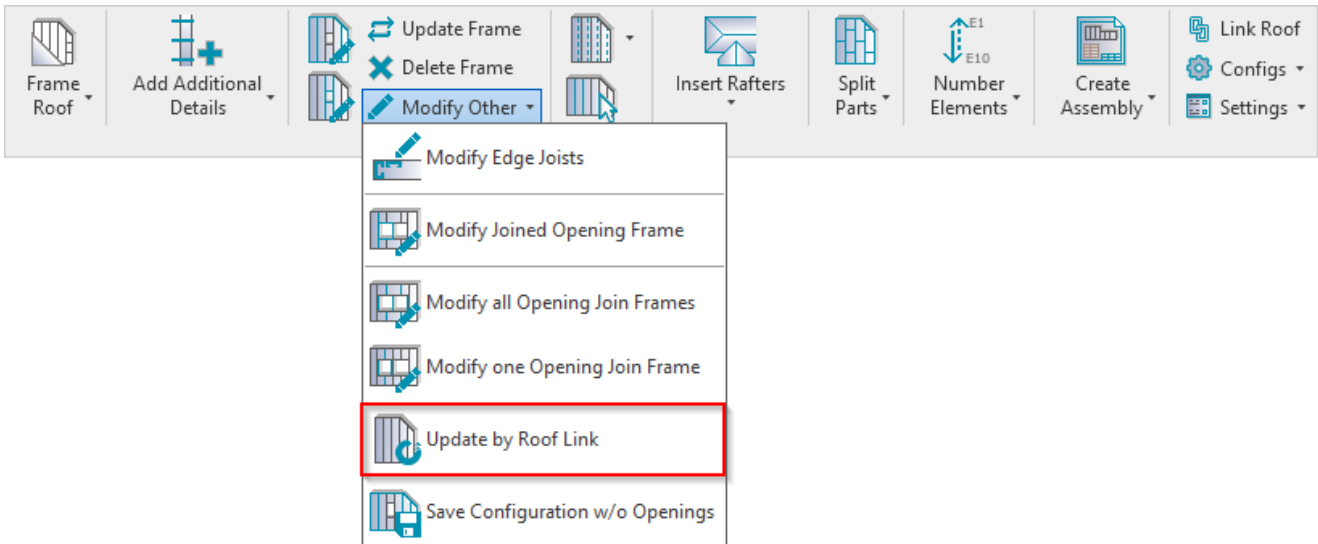 Frame
Roof
Add Additional
Details
Update Frame
Delete Frame
Modify Other
Insert Rafters
Split
Parts
E1
E10
Number
Elements
Create
Assembly
Link Roof
Configs
Settings
Modify Edge Joists
Modify Joined Opening Frame
Modify all Opening Join Frames
Modify one Opening Join Frame
Update by Roof Link
Save Configuration w/o Openings